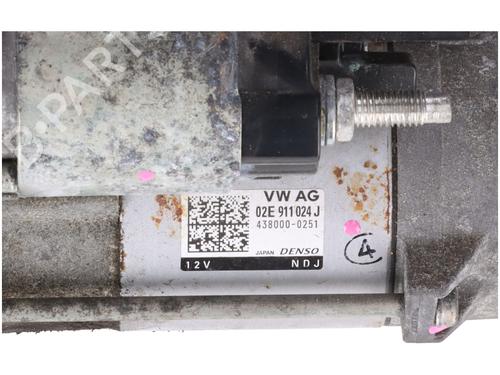 B-PARTS
VW AG
02E 911 024 J
438000-0251
JAPAN DENSO
12V NDJ
4